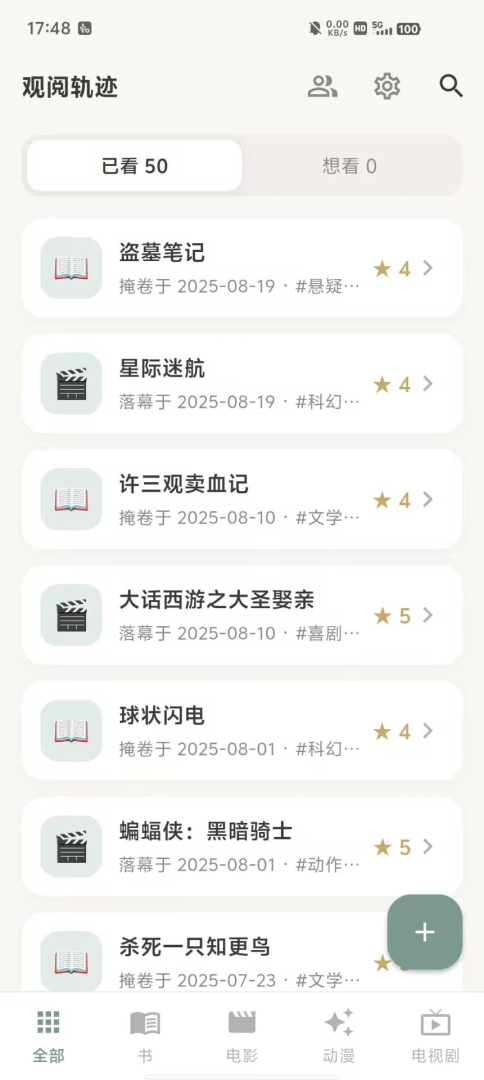 17:48
0.00 KB/s HD 5G 100
观阅轨迹
已看 50
想看 0
盗墓笔记
掩卷于 2025-08-19 · #悬疑…
★ 4
星际迷航
落幕于 2025-08-19 · #科幻…
★ 4
许三观卖血记
掩卷于 2025-08-10 · #文学…
★ 4
大话西游之大圣娶亲
落幕于 2025-08-10 · #喜剧…
★ 5
球状闪电
掩卷于 2025-08-01 · #科幻…
★ 4
蝙蝠侠：黑暗骑士
落幕于 2025-08-01 · #动作…
★ 5
杀死一只知更鸟
掩卷于 2025-07-23 · #文学…
★
全部
书
电影
动漫
电视剧